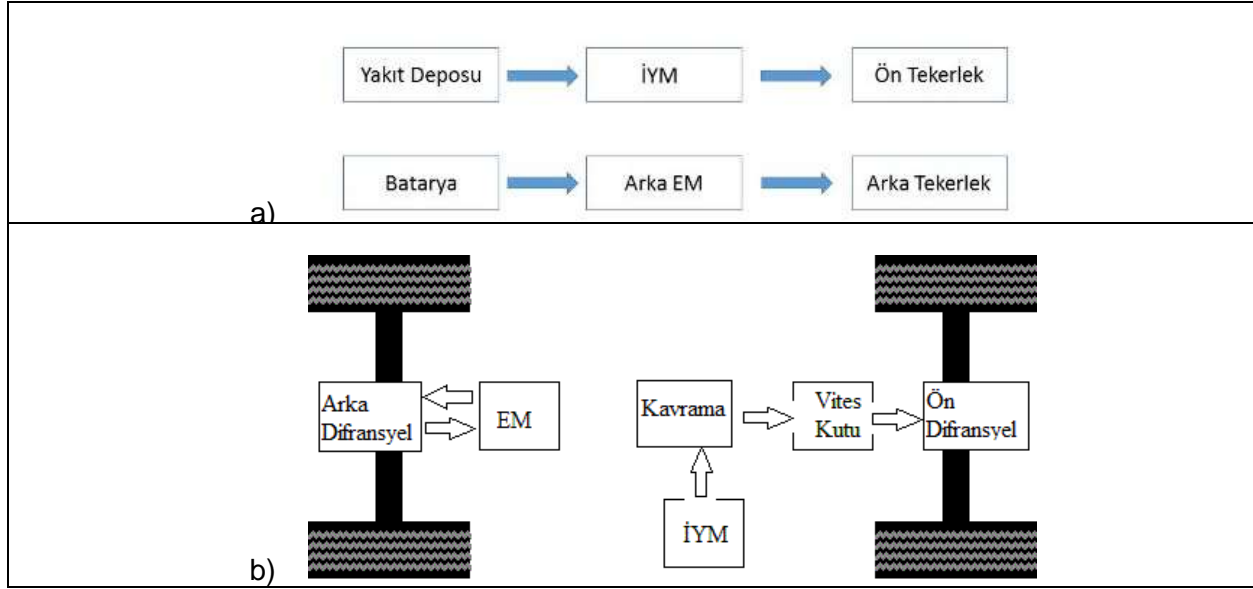 Yakıt Deposu İYM Ön Tekerlek
Batarya Arka EM Arka Tekerlek
a)
Arka
Difransyel
EM
Kavrama
Vites
Kutu
Ön
Difransyel
İYM
b)